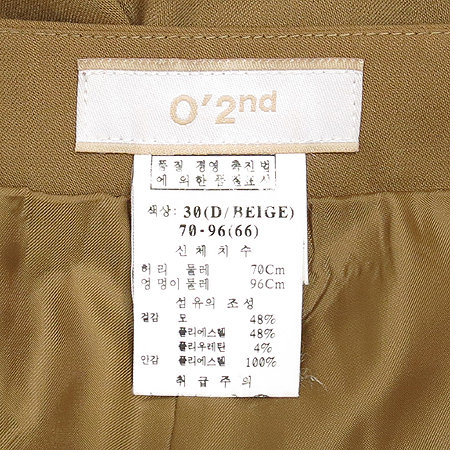 O'2nd
품질 경영 촉진법
에 의한 품질표시
색상: 30(D/BEIGE)
70-96(66)
신체치수
허리 둘레 70Cm
엉덩이둘레 96Cm
섬유의 조성
겉감 모 48%
폴리에스텔 48%
폴리우레탄 4%
안감 폴리에스텔 100%
취급주의